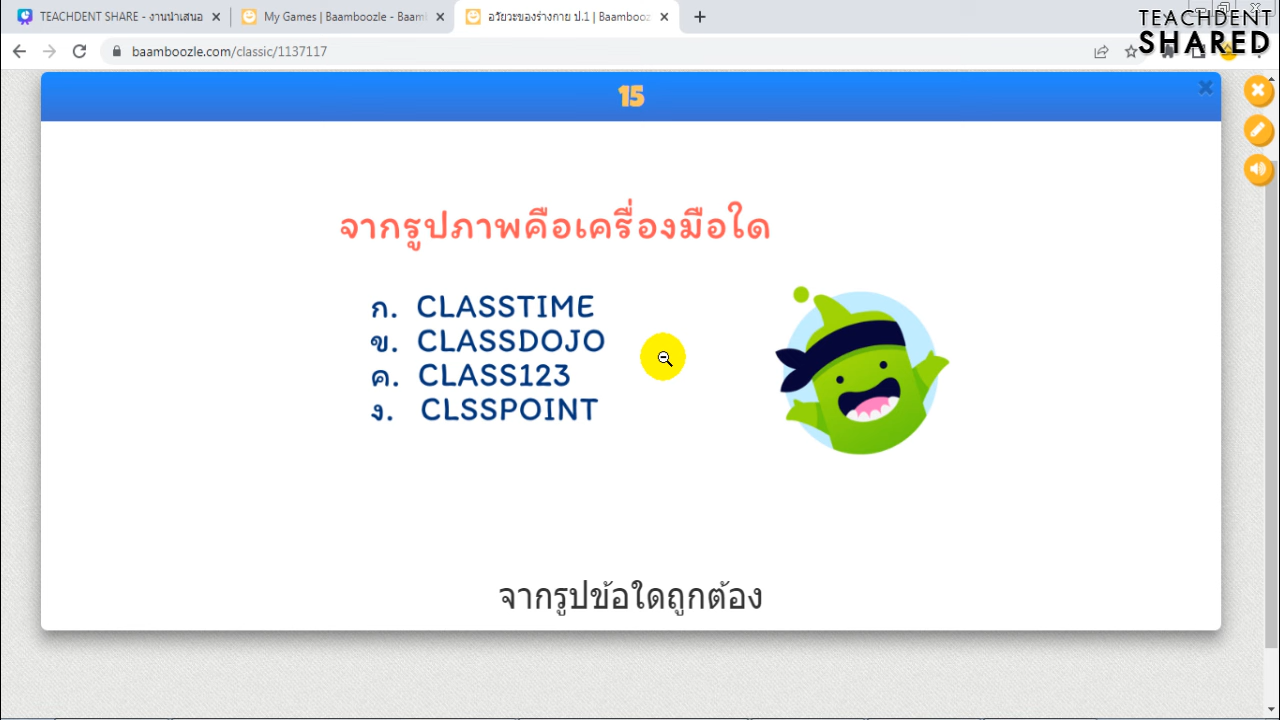 TEACHDENT SHARE - งานนำเสนอ
My Games | Baamboozle - Baaml
อวัยวะของร่างกาย ป.1 | Baambooz
TEACHDENT
SHARED
baamboozle.com/classic/1137117
15
จากรูปภาพคือเครื่องมือใด
ก. CLASSTIME
ข. CLASSDOJO
ค. CLASS123
ง. CLSSPOINT
จากรูปข้อใดถูกต้อง